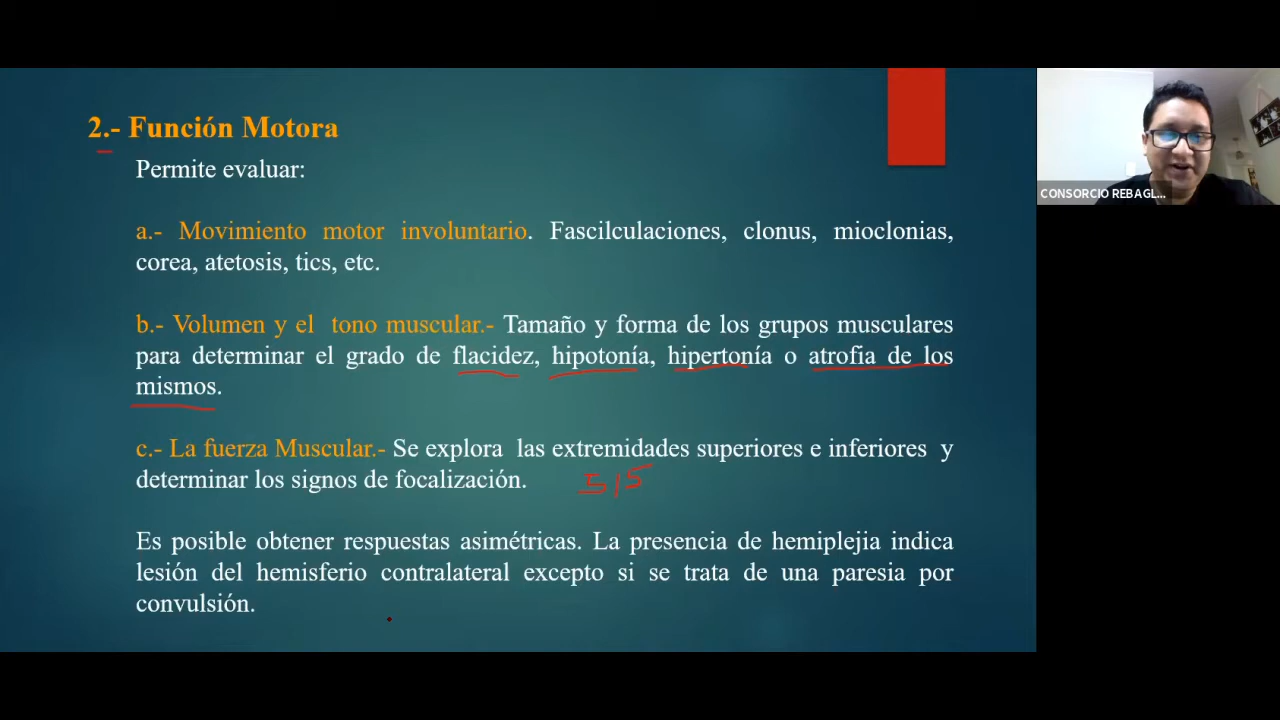 2.- Función Motora
Permite evaluar:
a.- Movimiento motor involuntario. Fascilculaciones, clonus, mioclonias,
corea, atetosis, tics, etc.
b.- Volumen y el tono muscular.- Tamaño y forma de los grupos musculares
para determinar el grado de flacidez, hipotonía, hipertonía o atrofia de los
mismos.
c.- La fuerza Muscular.- Se explora las extremidades superiores e inferiores y
determinar los signos de focalización.
5/5
Es posible obtener respuestas asimétricas. La presencia de hemiplejia indica
lesión del hemisferio contralateral excepto si se trata de una paresia por
convulsión.
CONSORCIO REBAGL...